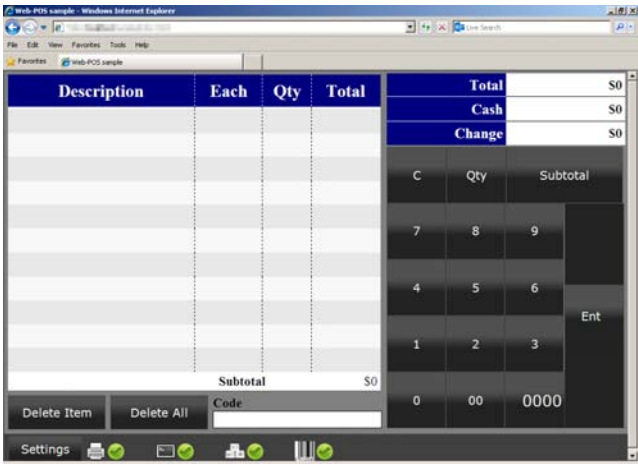 Web-POS sample - Windows Internet Explorer
Live Search
File Edit View Favorites Tools Help
Favorites Web-POS sample
Description Each Qty Total
Total $0
Cash $0
Change $0
C Qty Subtotal
7 8 9
4 5 6
Ent
1 2 3
0 00 0000
Subtotal $0
Delete Item Delete All Code
Settings